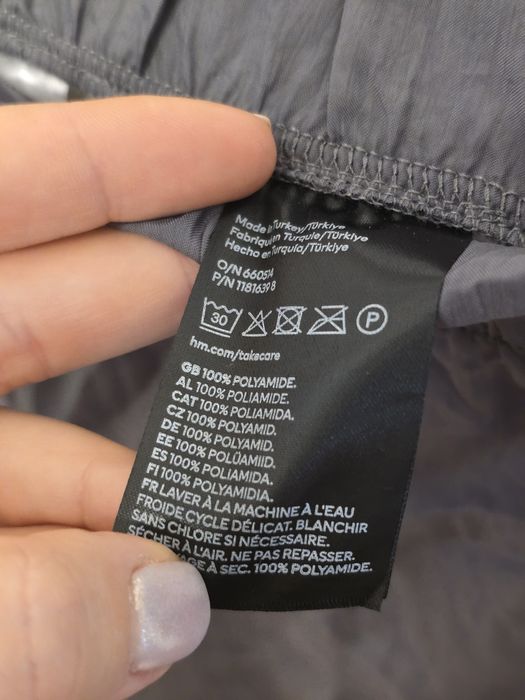 Made in Turkey/Türkiye
Fabriqué en Turquie/Türkiye
Hecho en Turquía/Türkiye
O/N 660514
P/N 1181639 8
30
P
hm.com/takecare
GB 100% POLYAMIDE.
AL 100% POLIAMIDE.
CAT 100% POLIAMIDA.
CZ 100% POLYAMID.
DE 100% POLYAMID.
EE 100% POLÜAMIID.
ES 100% POLIAMIDA.
FI 100% POLYAMIDIA.
FR LAVER À LA MACHINE À L'EAU
FROIDE CYCLE DÉLICAT. BLANCHIR
SANS CHLORE SI NÉCESSAIRE.
SÉCHER À L'AIR. NE PAS REPASSER.
À SEC. 100% POLYAMIDE.